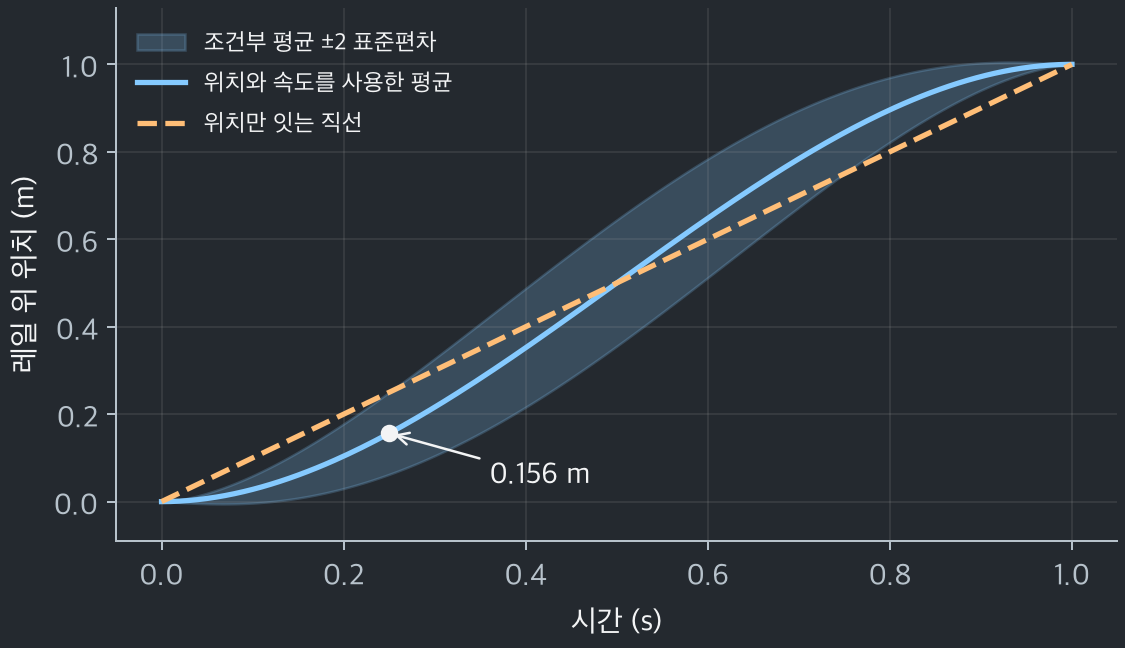 조건부 평균 ±2 표준편차
위치와 속도를 사용한 평균
위치만 잇는 직선
레일 위 위치 (m)
1.0
0.8
0.6
0.4
0.2
0.0
0.156 m
0.0 0.2 0.4 0.6 0.8 1.0
시간 (s)